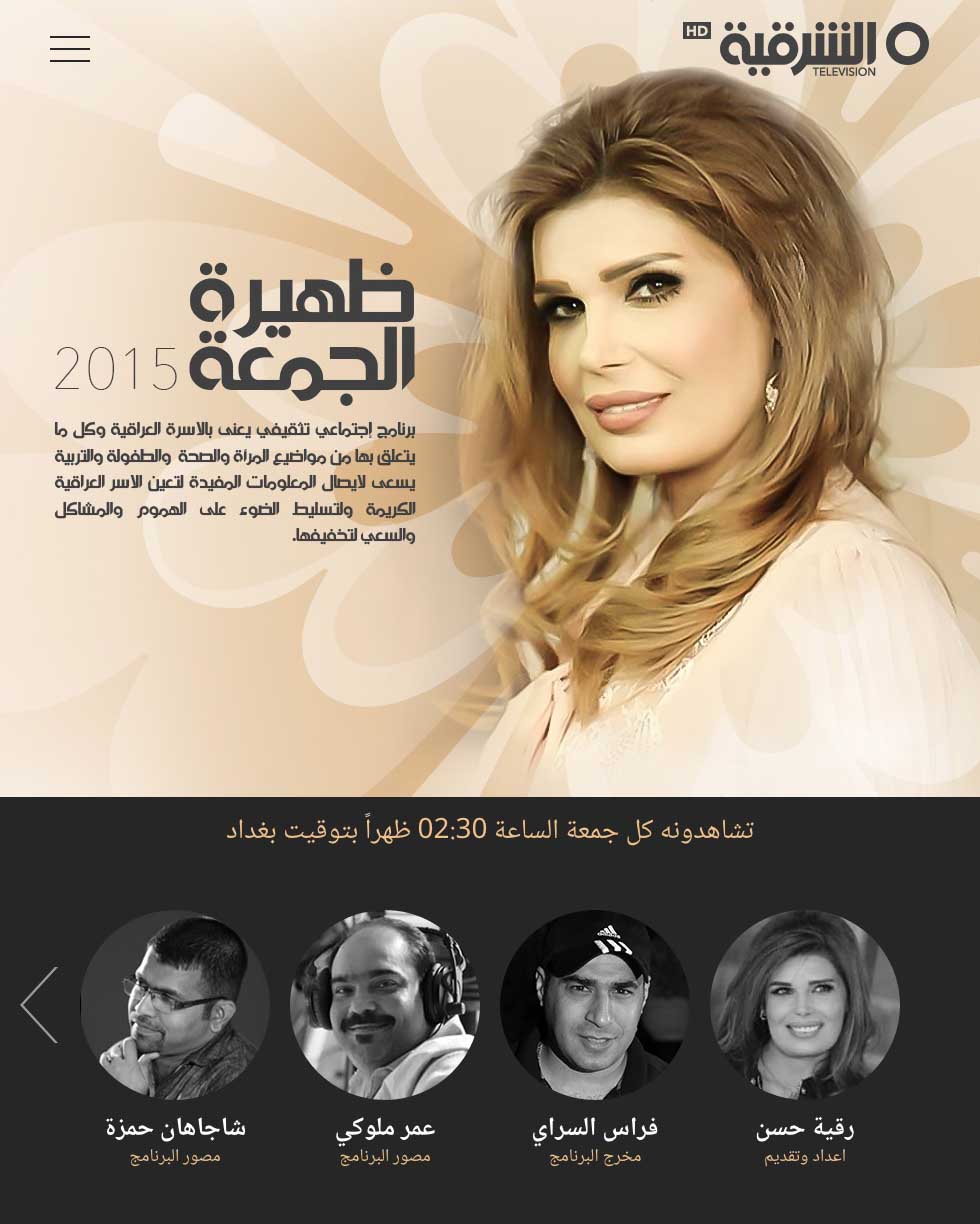 HD الشرقية
TELEVISION
ظهيرة
الجمعة 2015
برنامج إجتماعي تثقيفي يعنى بالاسرة العراقية وكل ما
يتعلق بها من مواضيع المرأة والصحة والطفولة والتربية
يسعى لايصال المعلومات المفيدة لتعين الاسر العراقية
الكريمة ولتسليط الضوء على الهموم والمشاكل
والسعي لتخفيفها.
تشاهدونه كل جمعة الساعة 02:30 ظهراً بتوقيت بغداد
رقية حسن
اعداد وتقديم
فراس السراي
مخرج البرنامج
عمر ملوكي
مصور البرنامج
شاجاهان حمزة
مصور البرنامج